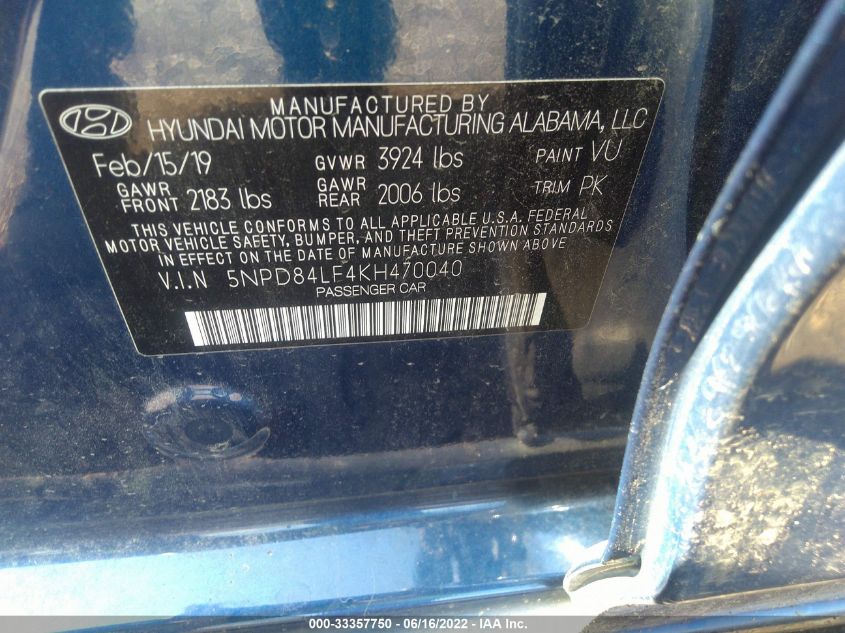 MANUFACTURED BY
HYUNDAI MOTOR MANUFACTURING ALABAMA, LLC
Feb/15/19 GVWR 3924 lbs PAINT VU
GAWR FRONT 2183 lbs GAWR REAR 2006 lbs TRIM PK
THIS VEHICLE CONFORMS TO ALL APPLICABLE U.S.A. FEDERAL
MOTOR VEHICLE SAFETY, BUMPER, AND THEFT PREVENTION STANDARDS
IN EFFECT ON THE DATE OF MANUFACTURE SHOWN ABOVE
V.I.N 5NPD84LF4KH470040
PASSENGER CAR
000-33357750 - 06/16/2022 - IAA Inc.